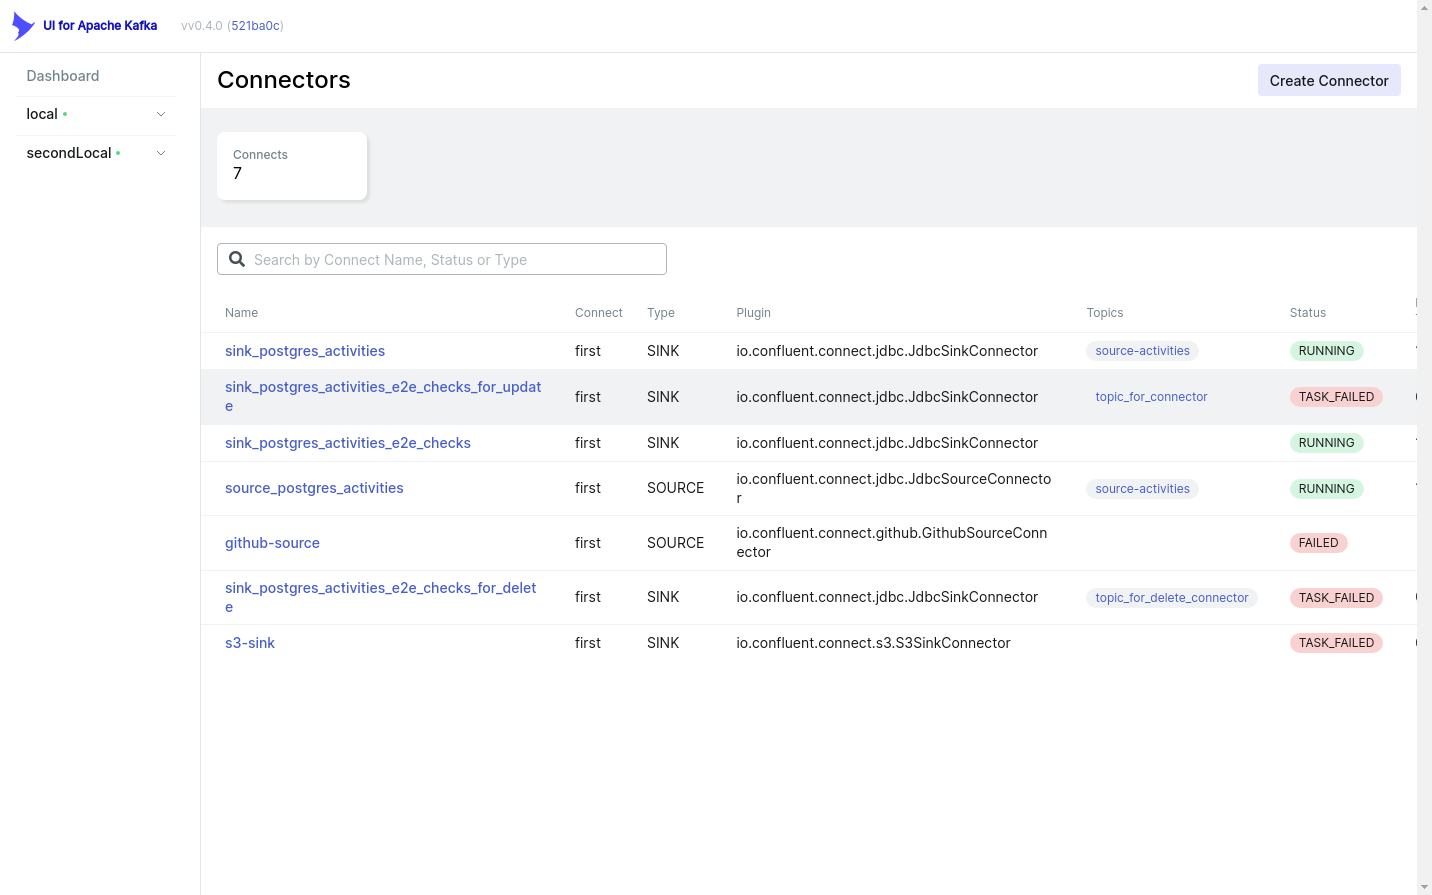 UI for Apache Kafka
vv0.4.0 (521ba0c)
Dashboard
local
secondLocal
Connectors
Create Connector
Connects
7
Search by Connect Name, Status or Type
Name Connect Type Plugin Topics Status
sink_postgres_activities first SINK io.confluent.connect.jdbc.JdbcSinkConnector source-activities RUNNING
sink_postgres_activities_e2e_checks_for_updat
e
first SINK io.confluent.connect.jdbc.JdbcSinkConnector topic_for_connector TASK_FAILED
sink_postgres_activities_e2e_checks first SINK io.confluent.connect.jdbc.JdbcSinkConnector RUNNING
source_postgres_activities first SOURCE io.confluent.connect.jdbc.JdbcSourceConnecto
r
source-activities RUNNING
github-source first SOURCE io.confluent.connect.github.GithubSourceConn
ector
FAILED
sink_postgres_activities_e2e_checks_for_delet
e
first SINK io.confluent.connect.jdbc.JdbcSinkConnector topic_for_delete_connector TASK_FAILED
s3-sink first SINK io.confluent.connect.s3.S3SinkConnector TASK_FAILED